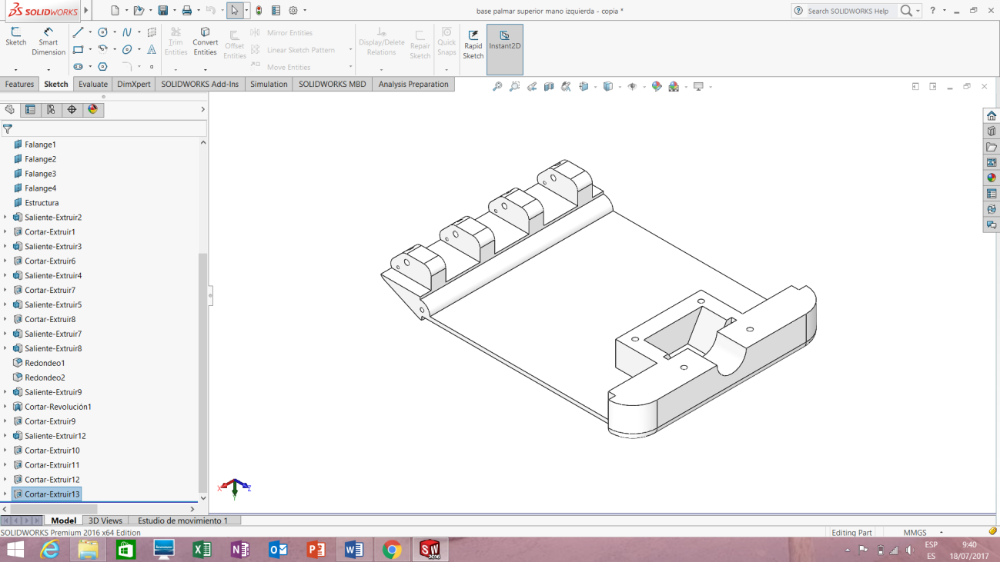 SOLIDWORKS
base palmar superior mano izquierda - copia *
Search SOLIDWORKS Help
?
Sketch
Smart Dimension
Trim Entities
Convert Entities
Offset Entities
Mirror Entities
Linear Sketch Pattern
Move Entities
Display/Delete Relations
Repair Sketch
Quick Snaps
Rapid Sketch
Instant2D
Features
Sketch
Evaluate
DimXpert
SOLIDWORKS Add-Ins
Simulation
SOLIDWORKS MBD
Analysis Preparation
Falange1
Falange2
Falange3
Falange4
Estructura
Saliente-Extruir2
Cortar-Extruir1
Saliente-Extruir3
Cortar-Extruir6
Saliente-Extruir4
Cortar-Extruir7
Saliente-Extruir5
Cortar-Extruir8
Saliente-Extruir7
Saliente-Extruir8
Redondeo1
Redondeo2
Saliente-Extruir9
Cortar-Revolución1
Cortar-Extruir9
Saliente-Extruir12
Cortar-Extruir10
Cortar-Extruir11
Cortar-Extruir12
Cortar-Extruir13
X
Y
Z
Model
3D Views
Estudio de movimiento 1
SOLIDWORKS Premium 2016 x64 Edition
Editing Part
MMGS
ESP
ES
9:40
18/07/2017